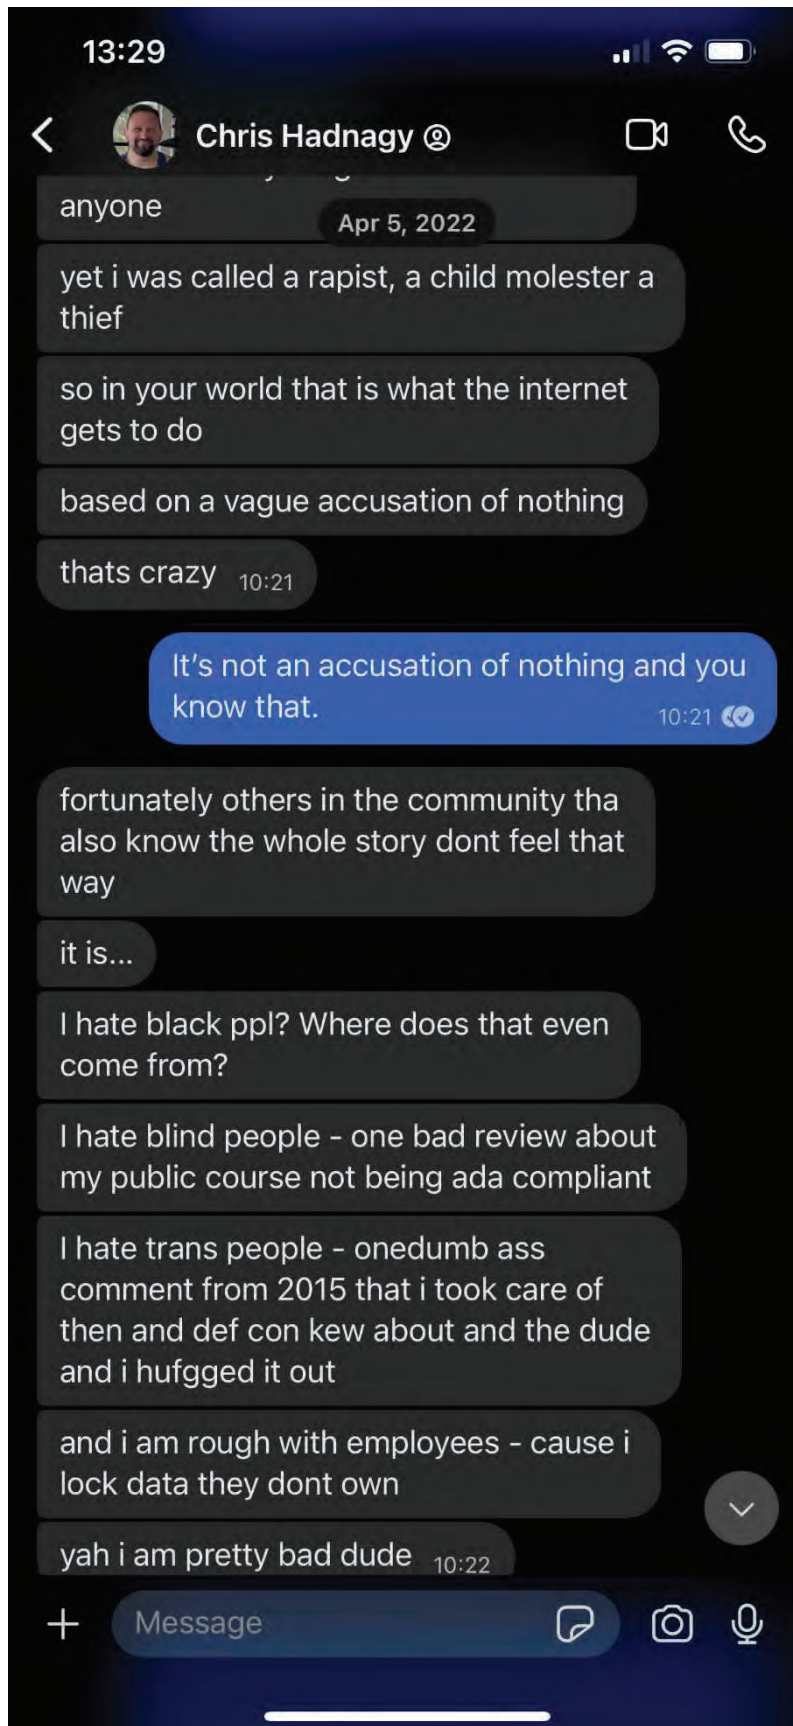 13:29
Chris Hadnagy
anyone
Apr 5, 2022
yet i was called a rapist, a child molester a
thief
so in your world that is what the internet
gets to do
based on a vague accusation of nothing
thats crazy 10:21
It’s not an accusation of nothing and you
know that. 10:21
fortunately others in the community tha
also know the whole story dont feel that
way
it is...
I hate black ppl? Where does that even
come from?
I hate blind people - one bad review about
my public course not being ada compliant
I hate trans people - onedumb ass
comment from 2015 that i took care of
then and def con kew about and the dude
and i hufgged it out
and i am rough with employees - cause i
lock data they dont own
yah i am pretty bad dude 10:22
Message